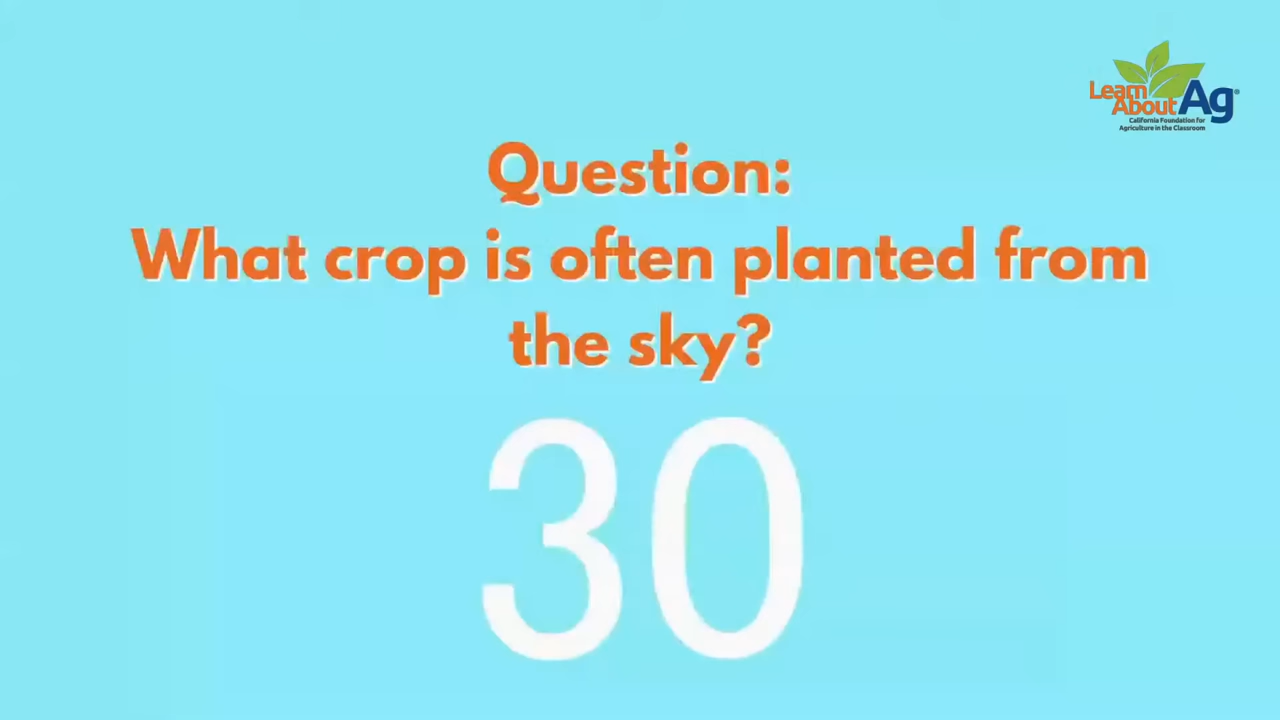 Learn
About Ag®
California Foundation for
Agriculture in the Classroom
Question:
What crop is often planted from
the sky?
30